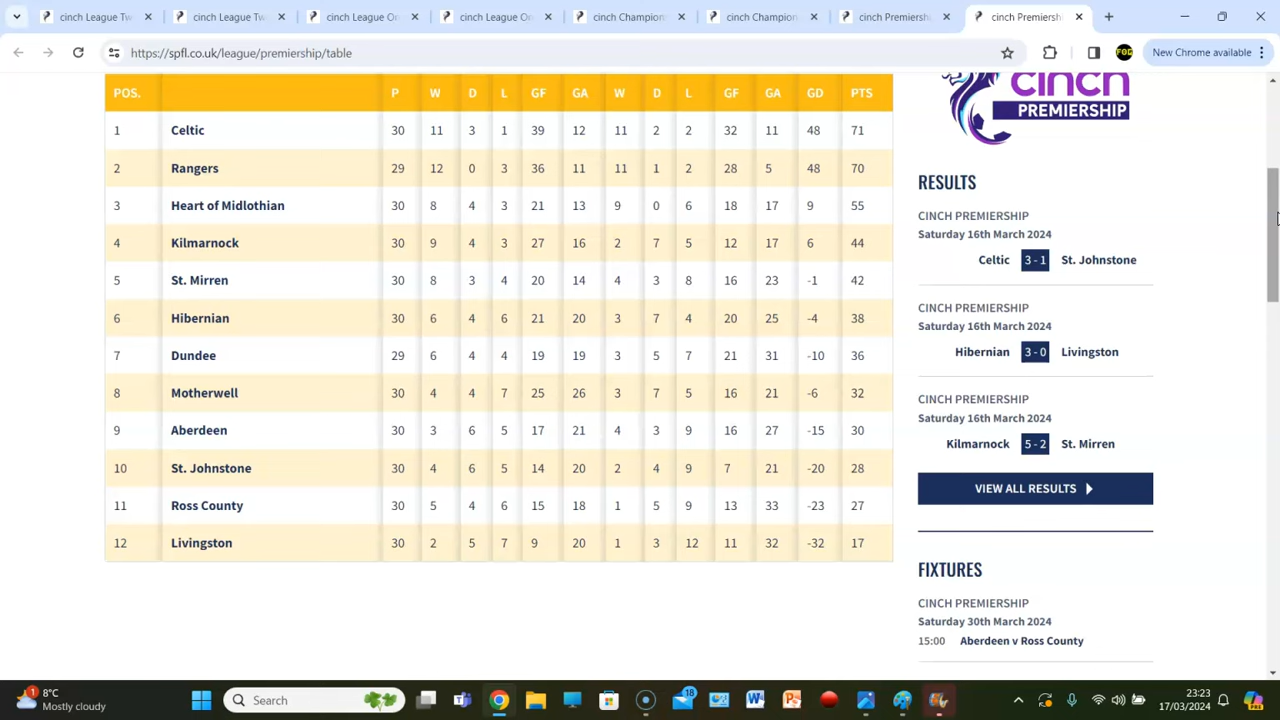 cinch League Tw
cinch League Tw
cinch League On
cinch League On
cinch Champion
cinch Champion
cinch Premiersh
cinch Premiersh
https://spfl.co.uk/league/premiership/table
FOG
New Chrome available
POS. P W D L GF GA W D L GF GA GD PTS
1 Celtic 30 11 3 1 39 12 11 2 2 32 11 48 71
2 Rangers 29 12 0 3 36 11 11 1 2 28 5 48 70
3 Heart of Midlothian 30 8 4 3 21 13 9 0 6 18 17 9 55
4 Kilmarnock 30 9 4 3 27 16 2 7 5 12 17 6 44
5 St. Mirren 30 8 3 4 20 14 4 3 8 16 23 -1 42
6 Hibernian 30 6 4 6 21 20 3 7 4 20 25 -4 38
7 Dundee 29 6 4 4 19 19 3 5 7 21 31 -10 36
8 Motherwell 30 4 4 7 25 26 3 7 5 16 21 -6 32
9 Aberdeen 30 3 6 5 17 21 4 3 9 16 27 -15 30
10 St. Johnstone 30 4 6 5 14 20 2 4 9 7 21 -20 28
11 Ross County 30 5 4 6 15 18 1 5 9 13 33 -23 27
12 Livingston 30 2 5 7 9 20 1 3 12 11 32 -32 17
cinch
PREMIERSHIP
RESULTS
CINCH PREMIERSHIP
Saturday 16th March 2024
Celtic 3 - 1 St. Johnstone
CINCH PREMIERSHIP
Saturday 16th March 2024
Hibernian 3 - 0 Livingston
CINCH PREMIERSHIP
Saturday 16th March 2024
Kilmarnock 5 - 2 St. Mirren
VIEW ALL RESULTS
FIXTURES
CINCH PREMIERSHIP
Saturday 30th March 2024
15:00 Aberdeen v Ross County
1
8°C
Mostly cloudy
Search
18
23:23
17/03/2024